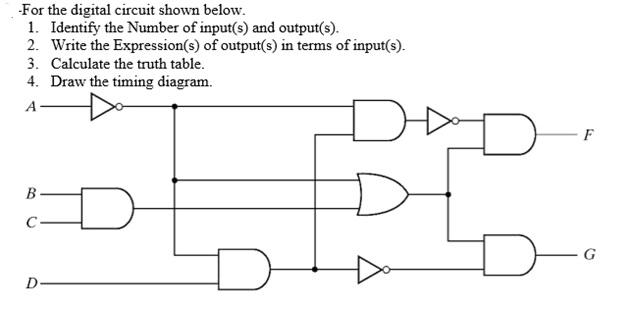 -For the digital circuit shown below.
1. Identify the Number of input(s) and output(s).
2. Write the Expression(s) of output(s) in terms of input(s).
3. Calculate the truth table.
4. Draw the timing diagram.
A
F
B
C
G
D